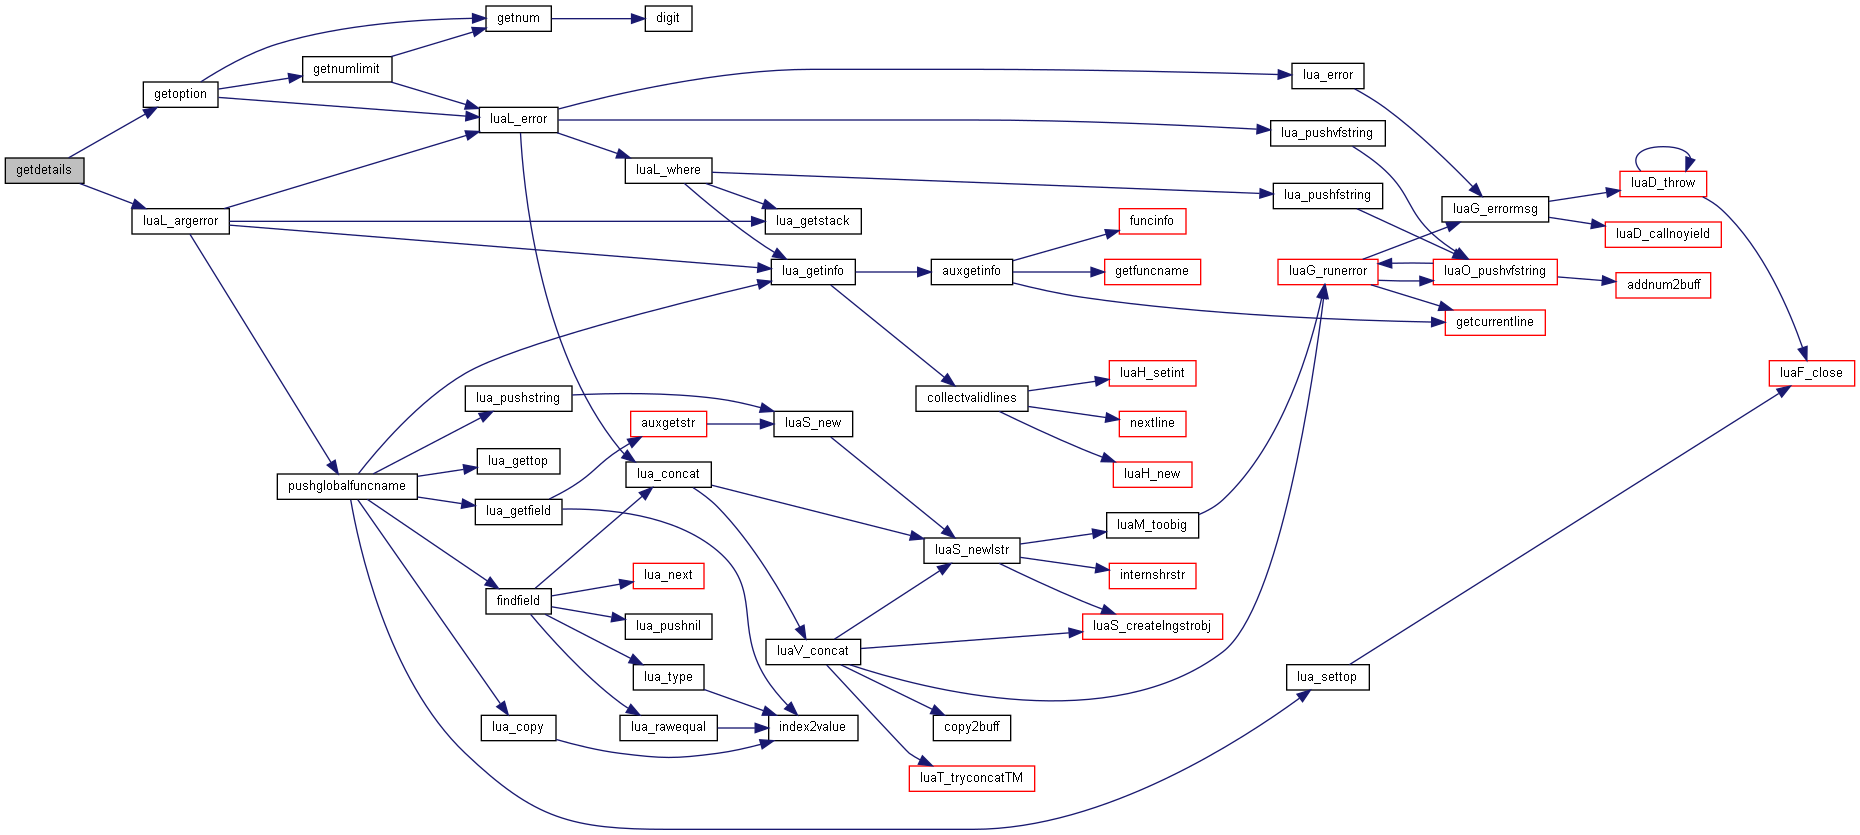 getdetails
getoption
luaL_argerror
getnumlimit
pushglobalfuncname
getnum
luaL_error
lua_pushstring
lua_gettop
lua_getfield
findfield
lua_copy
digit
luaL_where
auxgetstr
lua_concat
lua_next
lua_pushnil
lua_type
lua_rawequal
lua_getstack
lua_getinfo
luaS_new
luaV_concat
index2value
auxgetinfo
collectvalidlines
luaS_newlstr
copy2buff
luaT_tryconcatTM
funcinfo
getfuncname
luaH_setint
nextline
luaH_new
luaM_toobig
internshrstr
luaS_createlngstrobj
lua_error
lua_pushvfstring
lua_pushfstring
luaG_runerror
lua_settop
luaG_errormsg
luaO_pushvfstring
getcurrentline
luaD_throw
luaD_callnoyield
addnum2buff
luaF_close